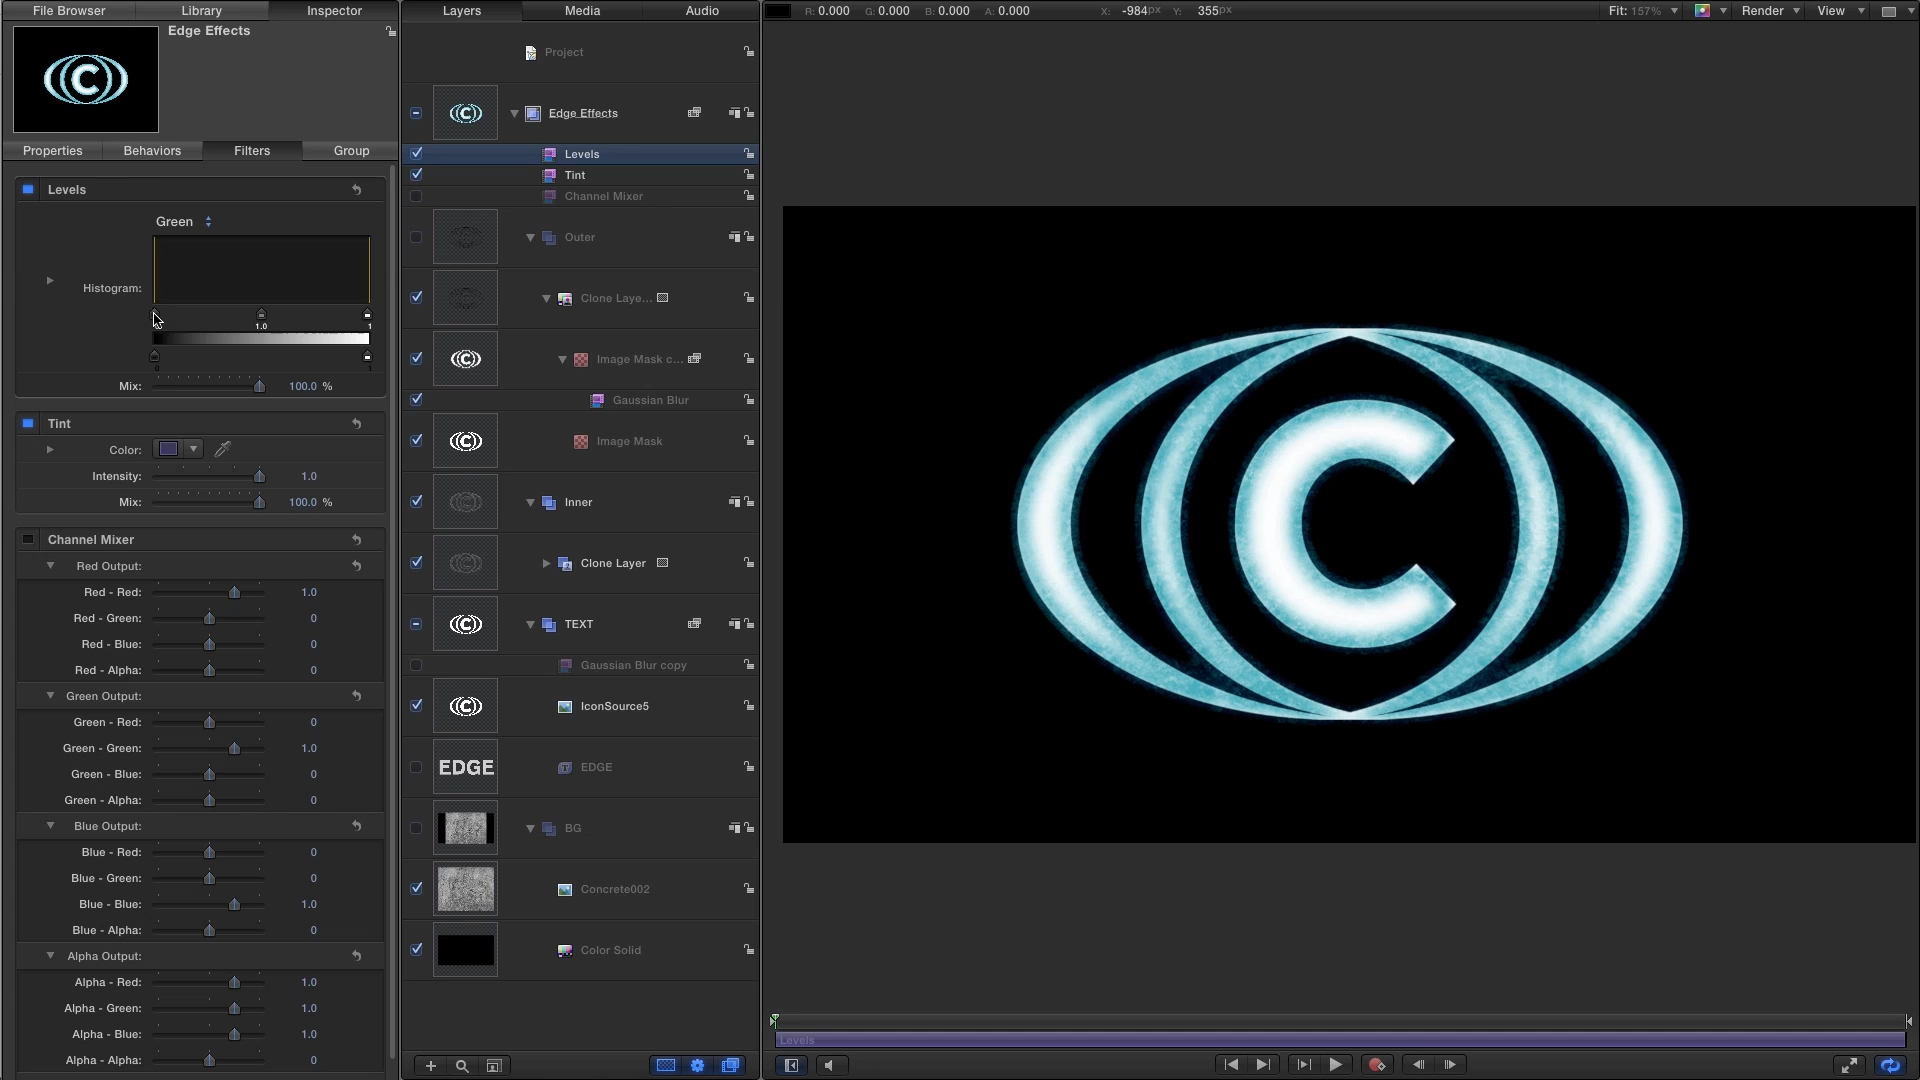 File Browser
Library
Inspector
Edge Effects
Properties
Behaviors
Filters
Group
Levels
Green
Histogram:
1.0
1
0
1
Mix:
100.0 %
Tint
Color:
Intensity:
1.0
Mix:
100.0 %
Channel Mixer
Red Output:
Red - Red:
1.0
Red - Green:
0
Red - Blue:
0
Red - Alpha:
0
Green Output:
Green - Red:
0
Green - Green:
1.0
Green - Blue:
0
Green - Alpha:
0
Blue Output:
Blue - Red:
0
Blue - Green:
0
Blue - Blue:
1.0
Blue - Alpha:
0
Alpha Output:
Alpha - Red:
1.0
Alpha - Green:
1.0
Alpha - Blue:
1.0
Alpha - Alpha:
0
Layers
Media
Audio
Project
Edge Effects
Levels
Tint
Channel Mixer
Outer
Clone Laye...
Image Mask c...
Gaussian Blur
Image Mask
Inner
Clone Layer
TEXT
Gaussian Blur copy
IconSource5
EDGE
EDGE
BG
Concrete002
Color Solid
R: 0.000
G: 0.000
B: 0.000
A: 0.000
X: -984px
Y: 355px
Fit: 157%
Render
View
C
Levels